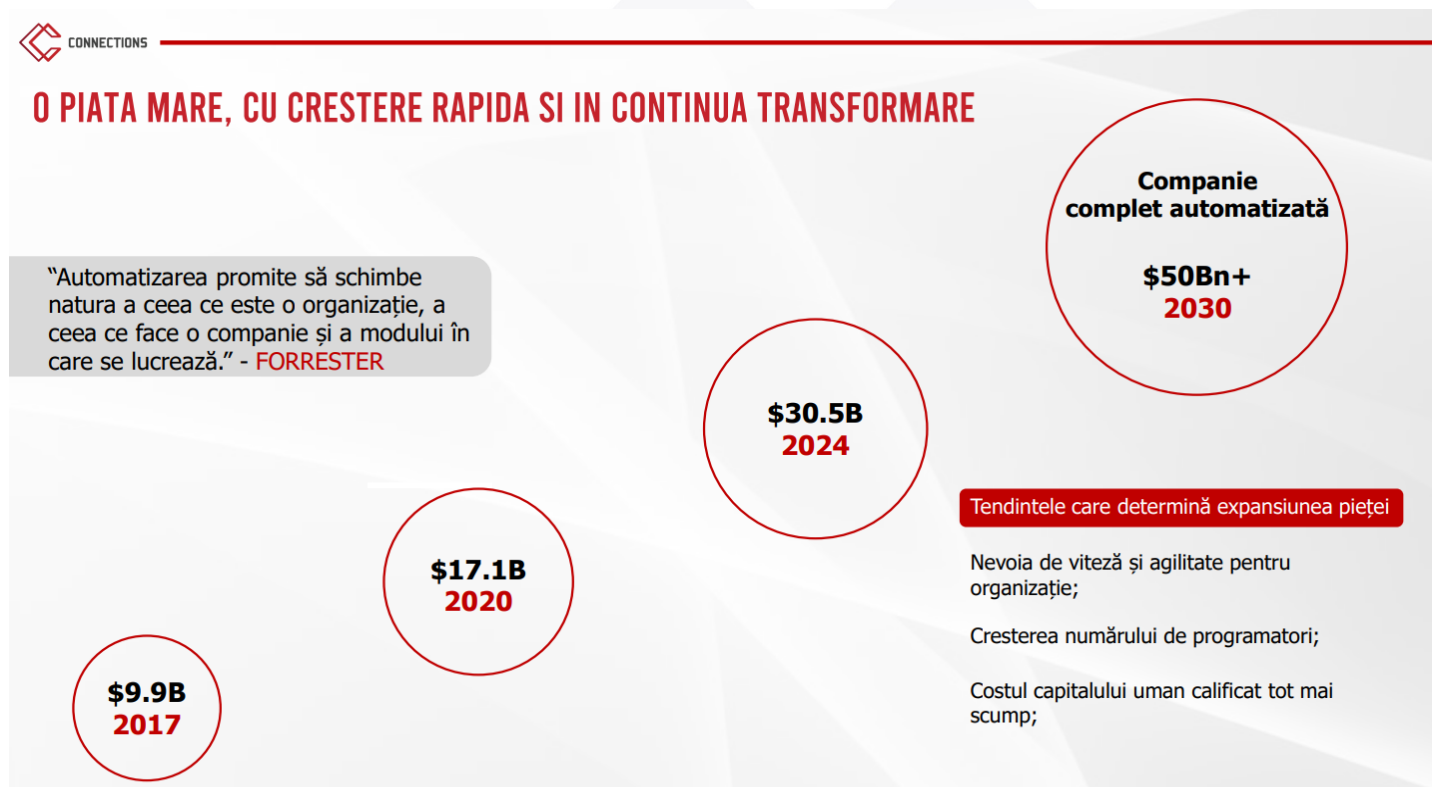 CONNECTIONS
O PIATA MARE, CU CRESTERE RAPIDA SI IN CONTINUA TRANSFORMARE
Companie
complet automatizată
$50Bn+
2030
“Automatizarea promite să schimbe
natura a ceea ce este o organizație, a
ceea ce face o companie și a modului în
care se lucrează.” - FORRESTER
$30.5B
2024
$17.1B
2020
$9.9B
2017
Tendintele care determină expansiunea pieței
Nevoia de viteză și agilitate pentru
organizație;
Cresterea numărului de programatori;
Costul capitalului uman calificat tot mai
scump;